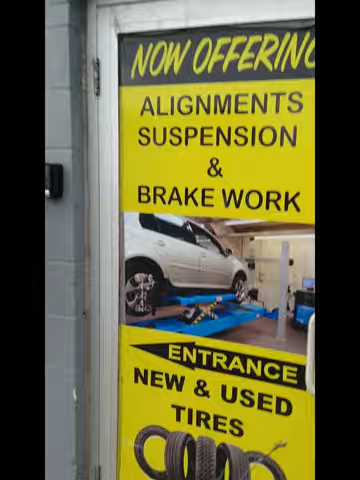 NOW OFFERING
ALIGNMENTS
SUSPENSION
&
BRAKE WORK
ENTRANCE
NEW & USED
TIRES